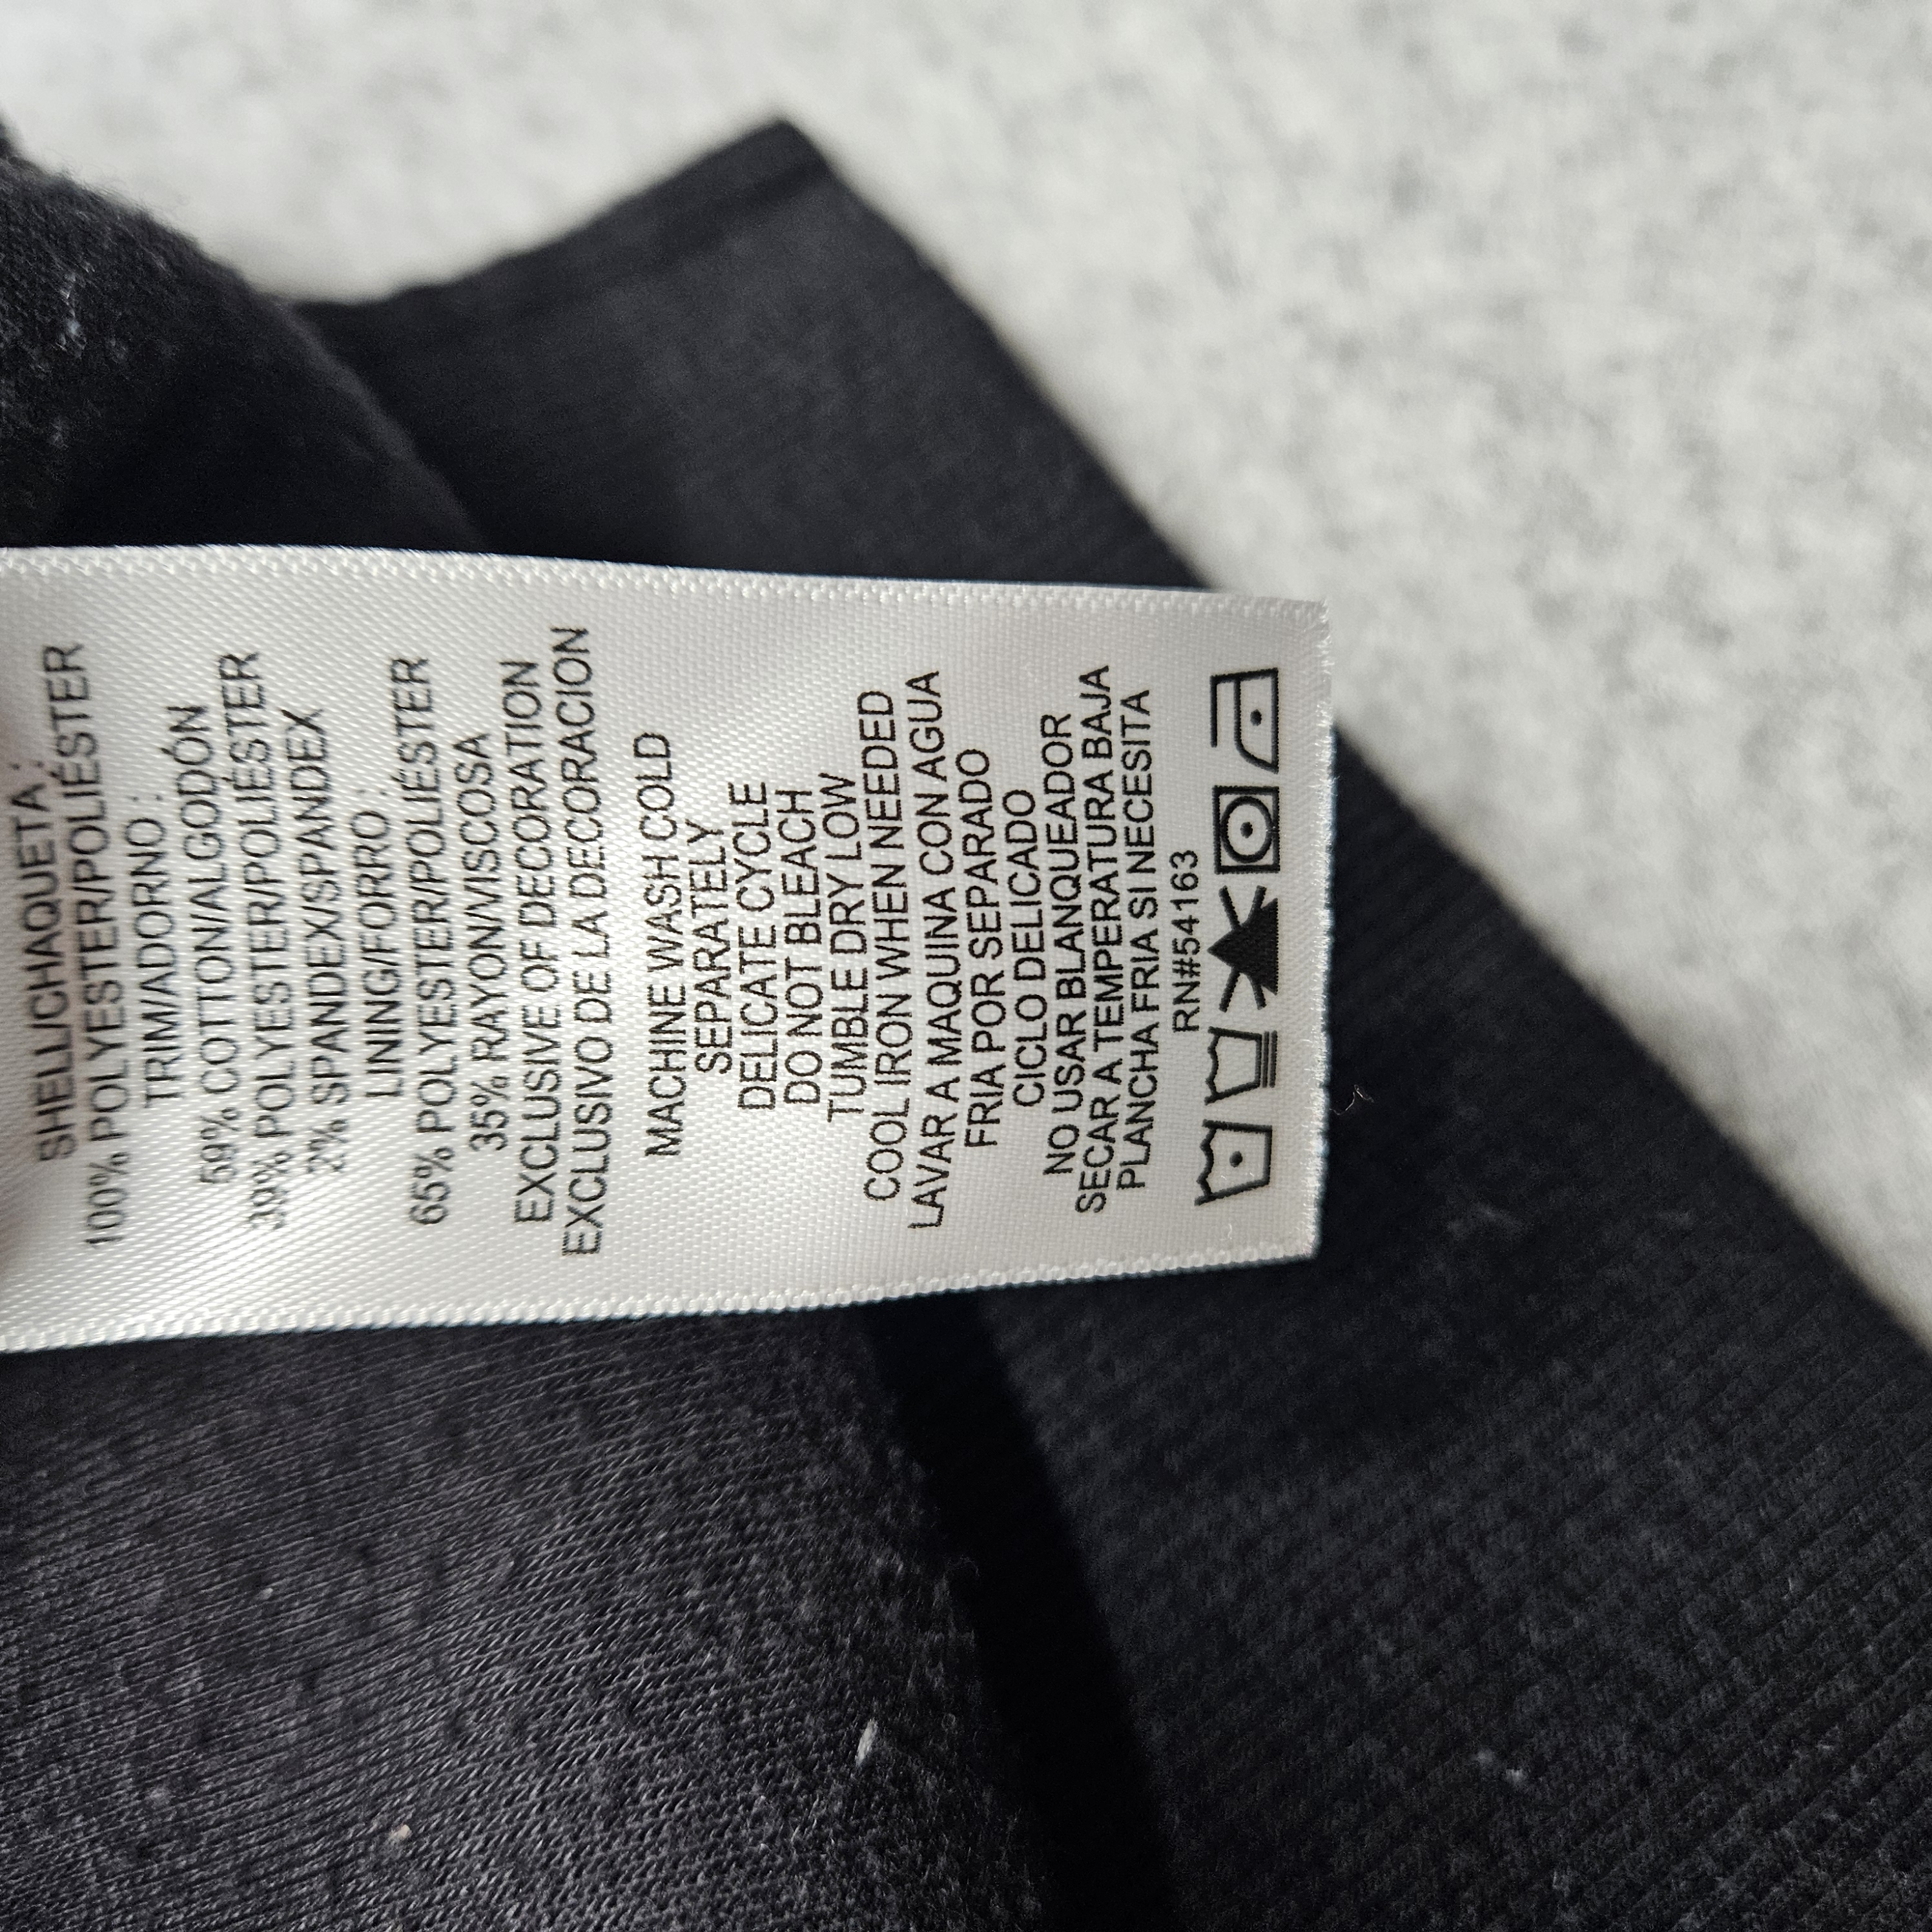 SHELL/CHAQUETA :
100% POLYESTER/POLIÉSTER
TRIM/ADORNO :
59% COTTON/ALGODÓN
39% POLYESTER/POLIÉSTER
2% SPANDEX/SPANDEX
LINING/FORRO :
65% POLYESTER/POLIÉSTER
35% RAYON/VISCOSA
EXCLUSIVE OF DECORATION
EXCLUSIVO DE LA DECORACION
MACHINE WASH COLD
SEPARATELY
DELICATE CYCLE
DO NOT BLEACH
TUMBLE DRY LOW
COOL IRON WHEN NEEDED
LAVAR A MAQUINA CON AGUA
FRIA POR SEPARADO
CICLO DELICADO
NO USAR BLANQUEADOR
SECAR A TEMPERATURA BAJA
PLANCHA FRIA SI NECESITA
RN#54163